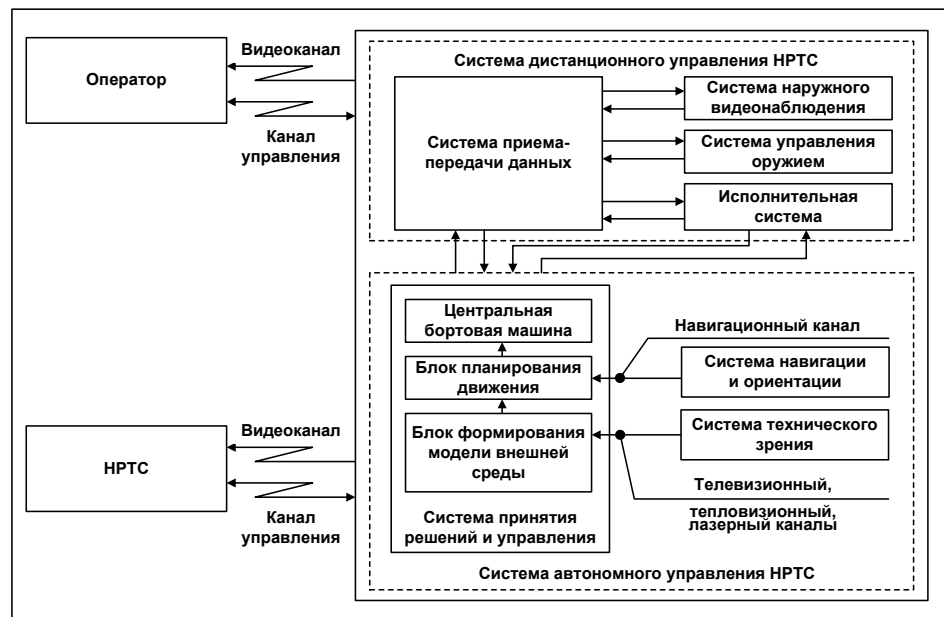 Оператор
Видеоканал
Канал
управления
Система дистанционного управления НРТС
Система приема-
передачи данных
Система наружного
видеонаблюдения
Система управления
оружием
Исполнительная
система
НРТС
Видеоканал
Канал
управления
Центральная
бортовая машина
Блок планирования
движения
Блок формирования
модели внешней
среды
Система принятия
решений и управления
Навигационный канал
Система навигации
и ориентации
Система технического
зрения
Телевизионный,
тепловизионный,
лазерный каналы
Система автономного управления НРТС